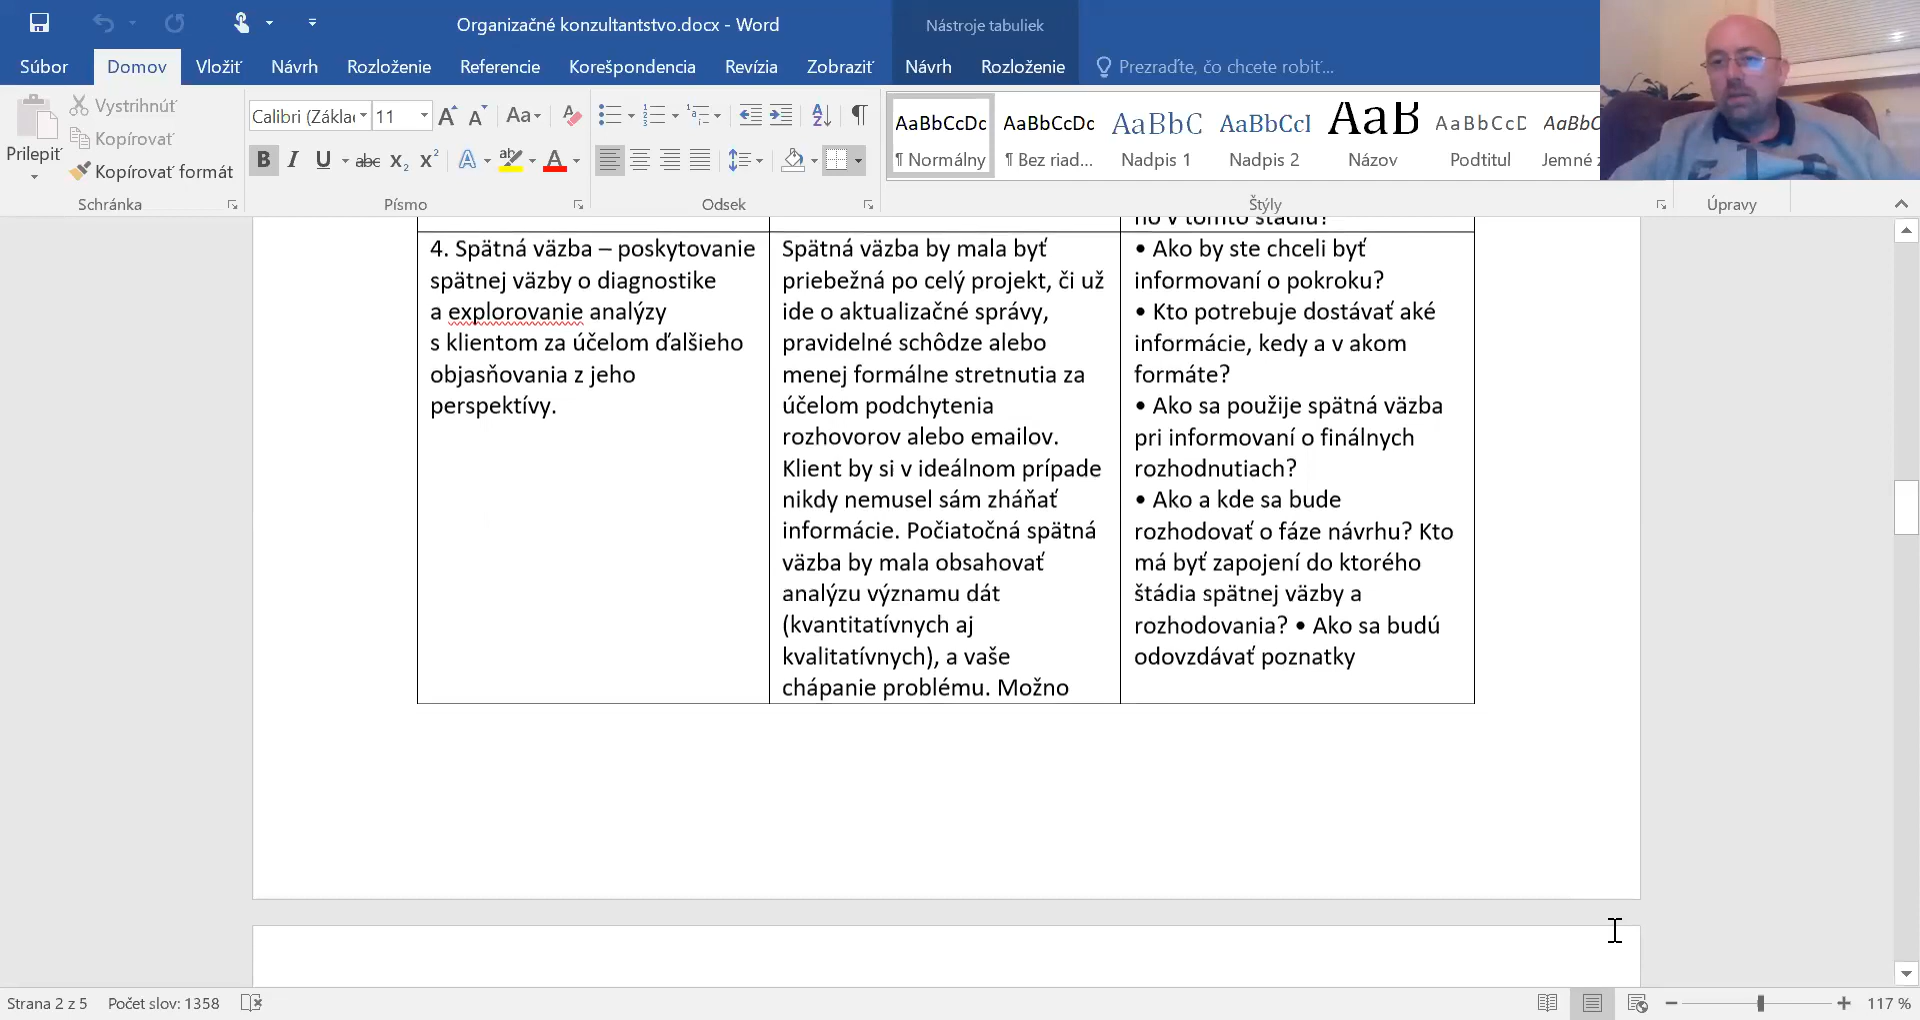 Organizačné konzultantstvo.docx - Word
Nástroje tabuliek
Súbor
Domov
Vložiť
Návrh
Rozloženie
Referencie
Korešpondencia
Revízia
Zobraziť
Návrh
Rozloženie
Prezraďte, čo chcete robiť...
Prilepiť
Vystrihnúť
Kopírovať
Kopírovať formát
Schránka
Calibri (Zákla
11
Písmo
Odsek
AaBbCcDc
¶ Normálny
AaBbCcDc
¶ Bez riad...
AaBbC
Nadpis 1
AaBbCcI
Nadpis 2
AaB
Názov
AaBbCcD
Podtitul
AaBbC
Jemné
Štýly
Úpravy
no v tomto štádiu?
4. Spätná väzba – poskytovanie
spätnej väzby o diagnostike
a explorovanie analýzy
s klientom za účelom ďalšieho
objasňovania z jeho
perspektívy.
Spätná väzba by mala byť
priebežná po celý projekt, či už
ide o aktualizačné správy,
pravidelné schôdze alebo
menej formálne stretnutia za
účelom podchytenia
rozhovorov alebo emailov.
Klient by si v ideálnom prípade
nikdy nemusel sám zháňať
informácie. Počiatočná spätná
väzba by mala obsahovať
analýzu významu dát
(kvantitatívnych aj
kvalitatívnych), a vaše
chápanie problému. Možno
• Ako by ste chceli byť
informovaní o pokroku?
• Kto potrebuje dostávať aké
informácie, kedy a v akom
formáte?
• Ako sa použije spätná väzba
pri informovaní o finálnych
rozhodnutiach?
• Ako a kde sa bude
rozhodovať o fáze návrhu? Kto
má byť zapojení do ktorého
štádia spätnej väzby a
rozhodovania? • Ako sa budú
odovzdávať poznatky
Strana 2 z 5
Počet slov: 1358
117 %